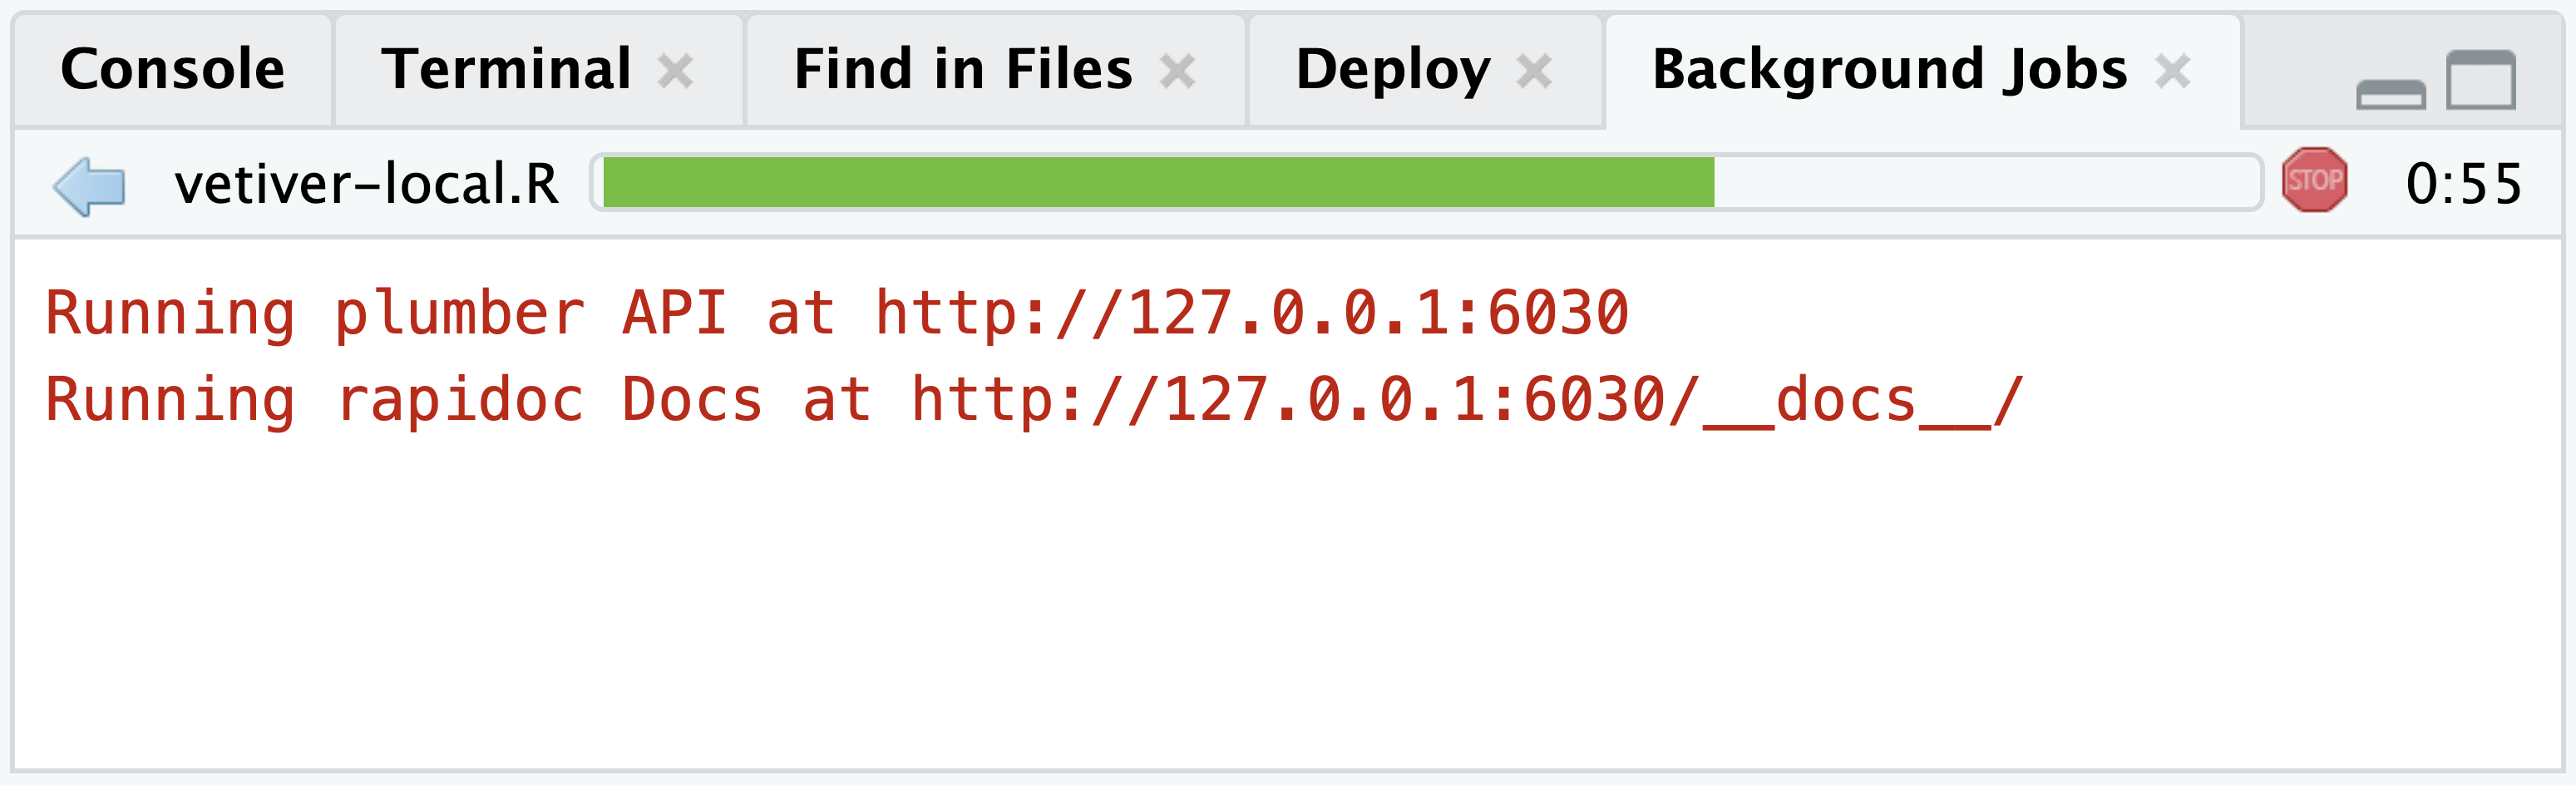 Console Terminal Find in Files Deploy Background Jobs
vetiver-local.R STOP 0:55
Running plumber API at http://127.0.0.1:6030
Running rapidoc Docs at http://127.0.0.1:6030/__docs__/